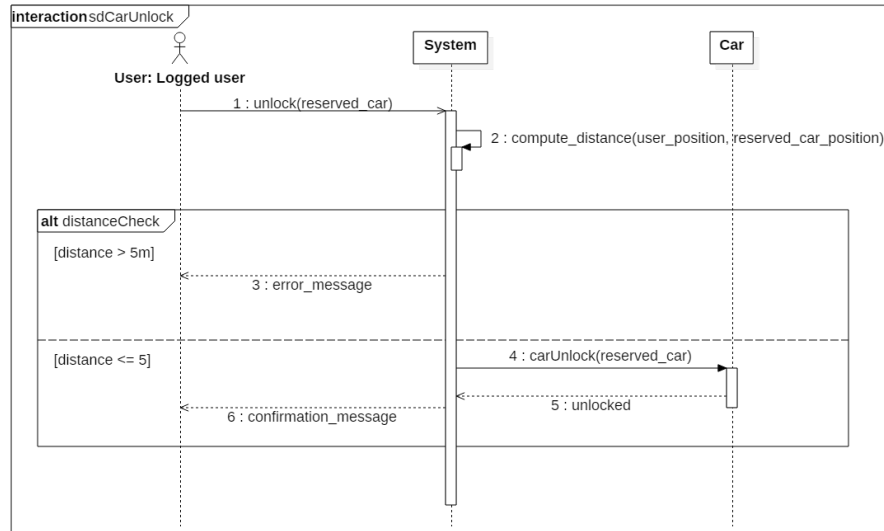 interaction sdCarUnlock
System
Car
User: Logged user
1 : unlock(reserved_car)
2 : compute_distance(user_position, reserved_car_position)
alt distanceCheck
[distance > 5m]
3 : error_message
[distance <= 5]
4 : carUnlock(reserved_car)
5 : unlocked
6 : confirmation_message